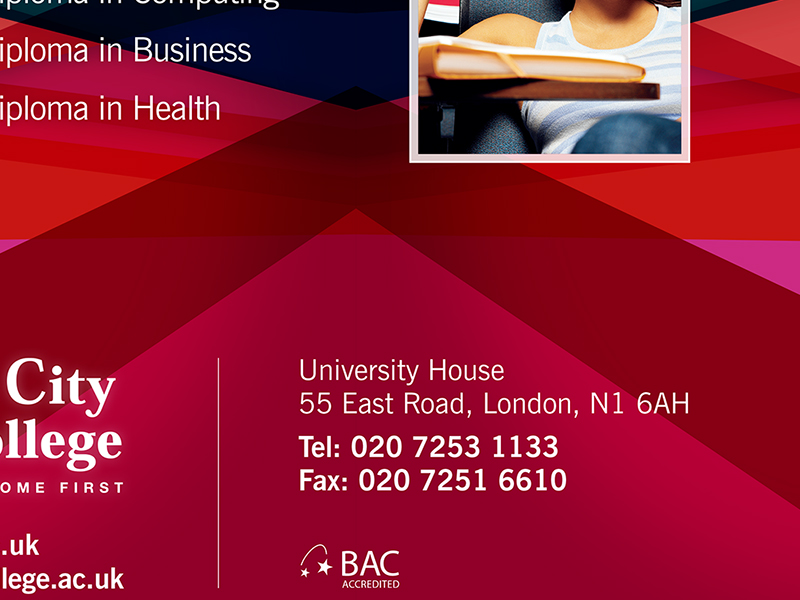 iploma in Computing
iploma in Business
iploma in Health
City
ollege
OME FIRST
.uk
llege.ac.uk
University House
55 East Road, London, N1 6AH
Tel: 020 7253 1133
Fax: 020 7251 6610
BAC
ACCREDITED